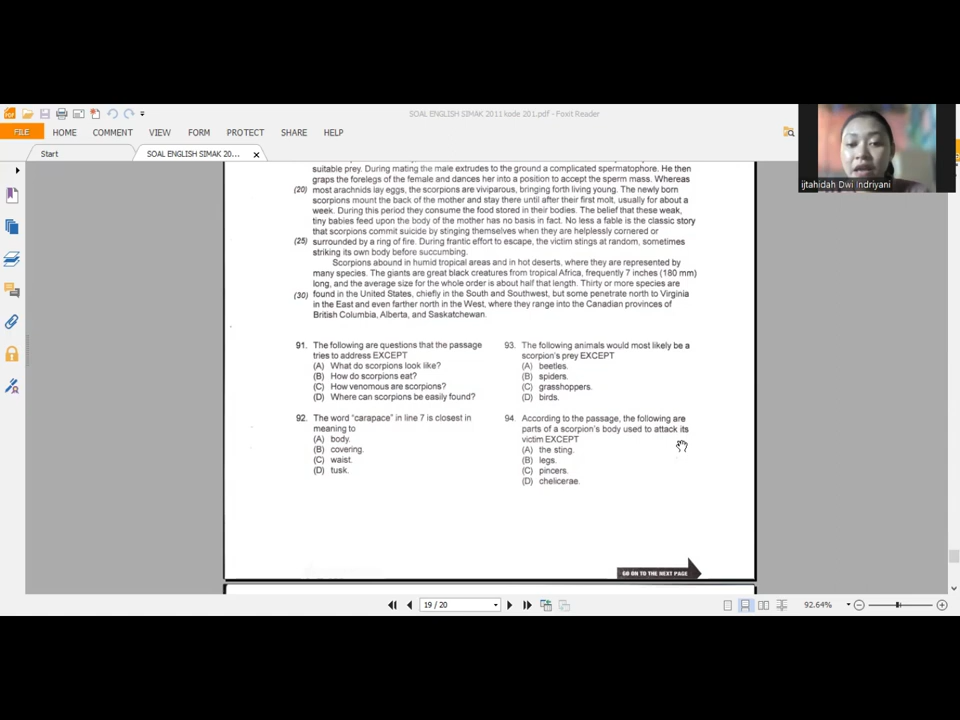 SOAL ENGLISH SIMAK 2011 kode 201.pdf - Foxit Reader
FILE HOME COMMENT VIEW FORM PROTECT SHARE HELP
Start SOAL ENGLISH SIMAK 20...
ijtahidah Dwi Indriyani
suitable prey. During mating the male extrudes to the ground a complicated spermatophore. He then
graps the forelegs of the female and dances her into a position to accept the sperm mass. Whereas
(20) most arachnids lay eggs, the scorpions are viviparous, bringing forth living young. The newly born
scorpions mount the back of the mother and stay there until after their first molt, usually for about a
week. During this period they consume the food stored in their bodies. The belief that these weak,
tiny babies feed upon the body of the mother has no basis in fact. No less a fable is the classic story
that scorpions commit suicide by stinging themselves when they are helplessly cornered or
(25) surrounded by a ring of fire. During frantic effort to escape, the victim stings at random, sometimes
striking its own body before succumbing.
Scorpions abound in humid tropical areas and in hot deserts, where they are represented by
many species. The giants are great black creatures from tropical Africa, frequently 7 inches (180 mm)
long, and the average size for the whole order is about half that length. Thirty or more species are
(30) found in the United States, chiefly in the South and Southwest, but some penetrate north to Virginia
in the East and even farther north in the West, where they range into the Canadian provinces of
British Columbia, Alberta, and Saskatchewan.
91. The following are questions that the passage
tries to address EXCEPT
(A) What do scorpions look like?
(B) How do scorpions eat?
(C) How venomous are scorpions?
(D) Where can scorpions be easily found?
92. The word “carapace” in line 7 is closest in
meaning to
(A) body.
(B) covering.
(C) waist.
(D) tusk.
93. The following animals would most likely be a
scorpion's prey EXCEPT
(A) beetles.
(B) spiders.
(C) grasshoppers.
(D) birds.
94. According to the passage, the following are
parts of a scorpion's body used to attack its
victim EXCEPT
(A) the sting.
(B) legs.
(C) pincers.
(D) chelicerae.
GO ON TO THE NEXT PAGE
19 / 20
92.64%